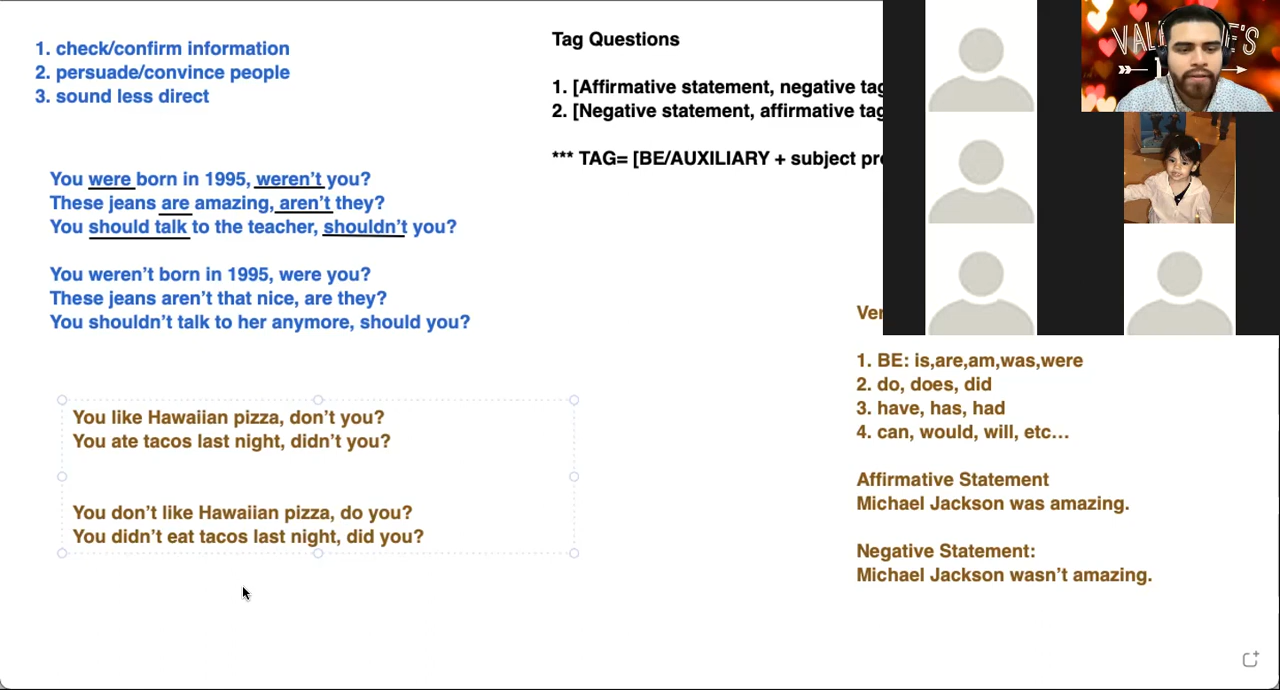 1. check/confirm information
2. persuade/convince people
3. sound less direct
You were born in 1995, weren’t you?
These jeans are amazing, aren’t they?
You should talk to the teacher, shouldn’t you?
You weren’t born in 1995, were you?
These jeans aren’t that nice, are they?
You shouldn’t talk to her anymore, should you?
You like Hawaiian pizza, don’t you?
You ate tacos last night, didn’t you?
You don’t like Hawaiian pizza, do you?
You didn’t eat tacos last night, did you?
Tag Questions
1. [Affirmative statement, negative tag
2. [Negative statement, affirmative tag
*** TAG= [BE/AUXILIARY + subject
1. BE: is,are,am,was,were
2. do, does, did
3. have, has, had
4. can, would, will, etc…
Affirmative Statement
Michael Jackson was amazing.
Negative Statement:
Michael Jackson wasn’t amazing.